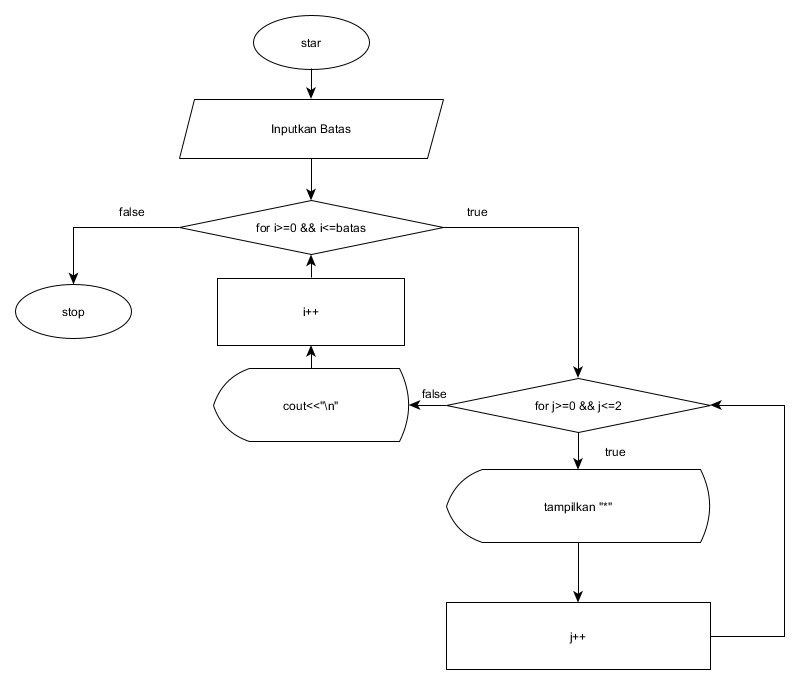 star
Inputkan Batas
false
true
for i>=0 && i<=batas
stop
i++
false
cout<<"\n"
for j>=0 && j<=2
true
tampilkan "*"
j++